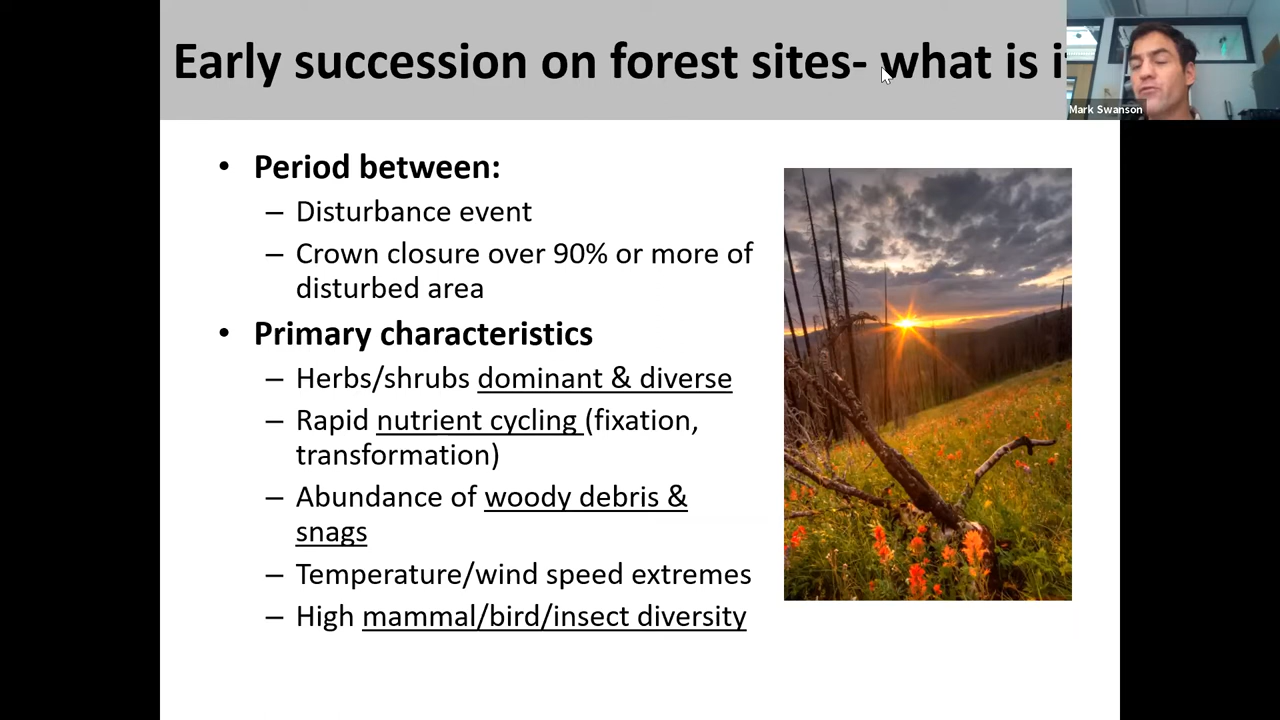 Early succession on forest sites- what is i
Mark Swanson
• Period between:
– Disturbance event
– Crown closure over 90% or more of
disturbed area
• Primary characteristics
– Herbs/shrubs dominant & diverse
– Rapid nutrient cycling (fixation,
transformation)
– Abundance of woody debris &
snags
– Temperature/wind speed extremes
– High mammal/bird/insect diversity